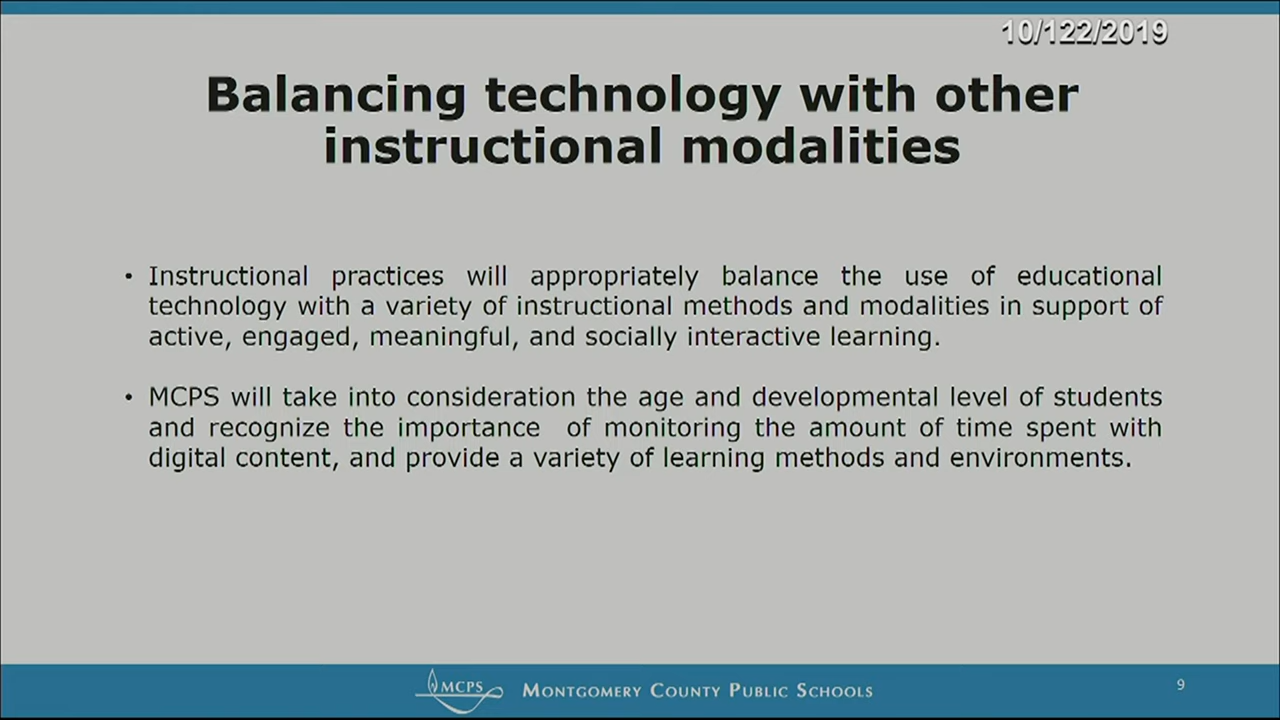 10/122/2019
Balancing technology with other
instructional modalities
• Instructional practices will appropriately balance the use of educational
technology with a variety of instructional methods and modalities in support of
active, engaged, meaningful, and socially interactive learning.
• MCPS will take into consideration the age and developmental level of students
and recognize the importance of monitoring the amount of time spent with
digital content, and provide a variety of learning methods and environments.
MCPS MONTGOMERY COUNTY PUBLIC SCHOOLS
9